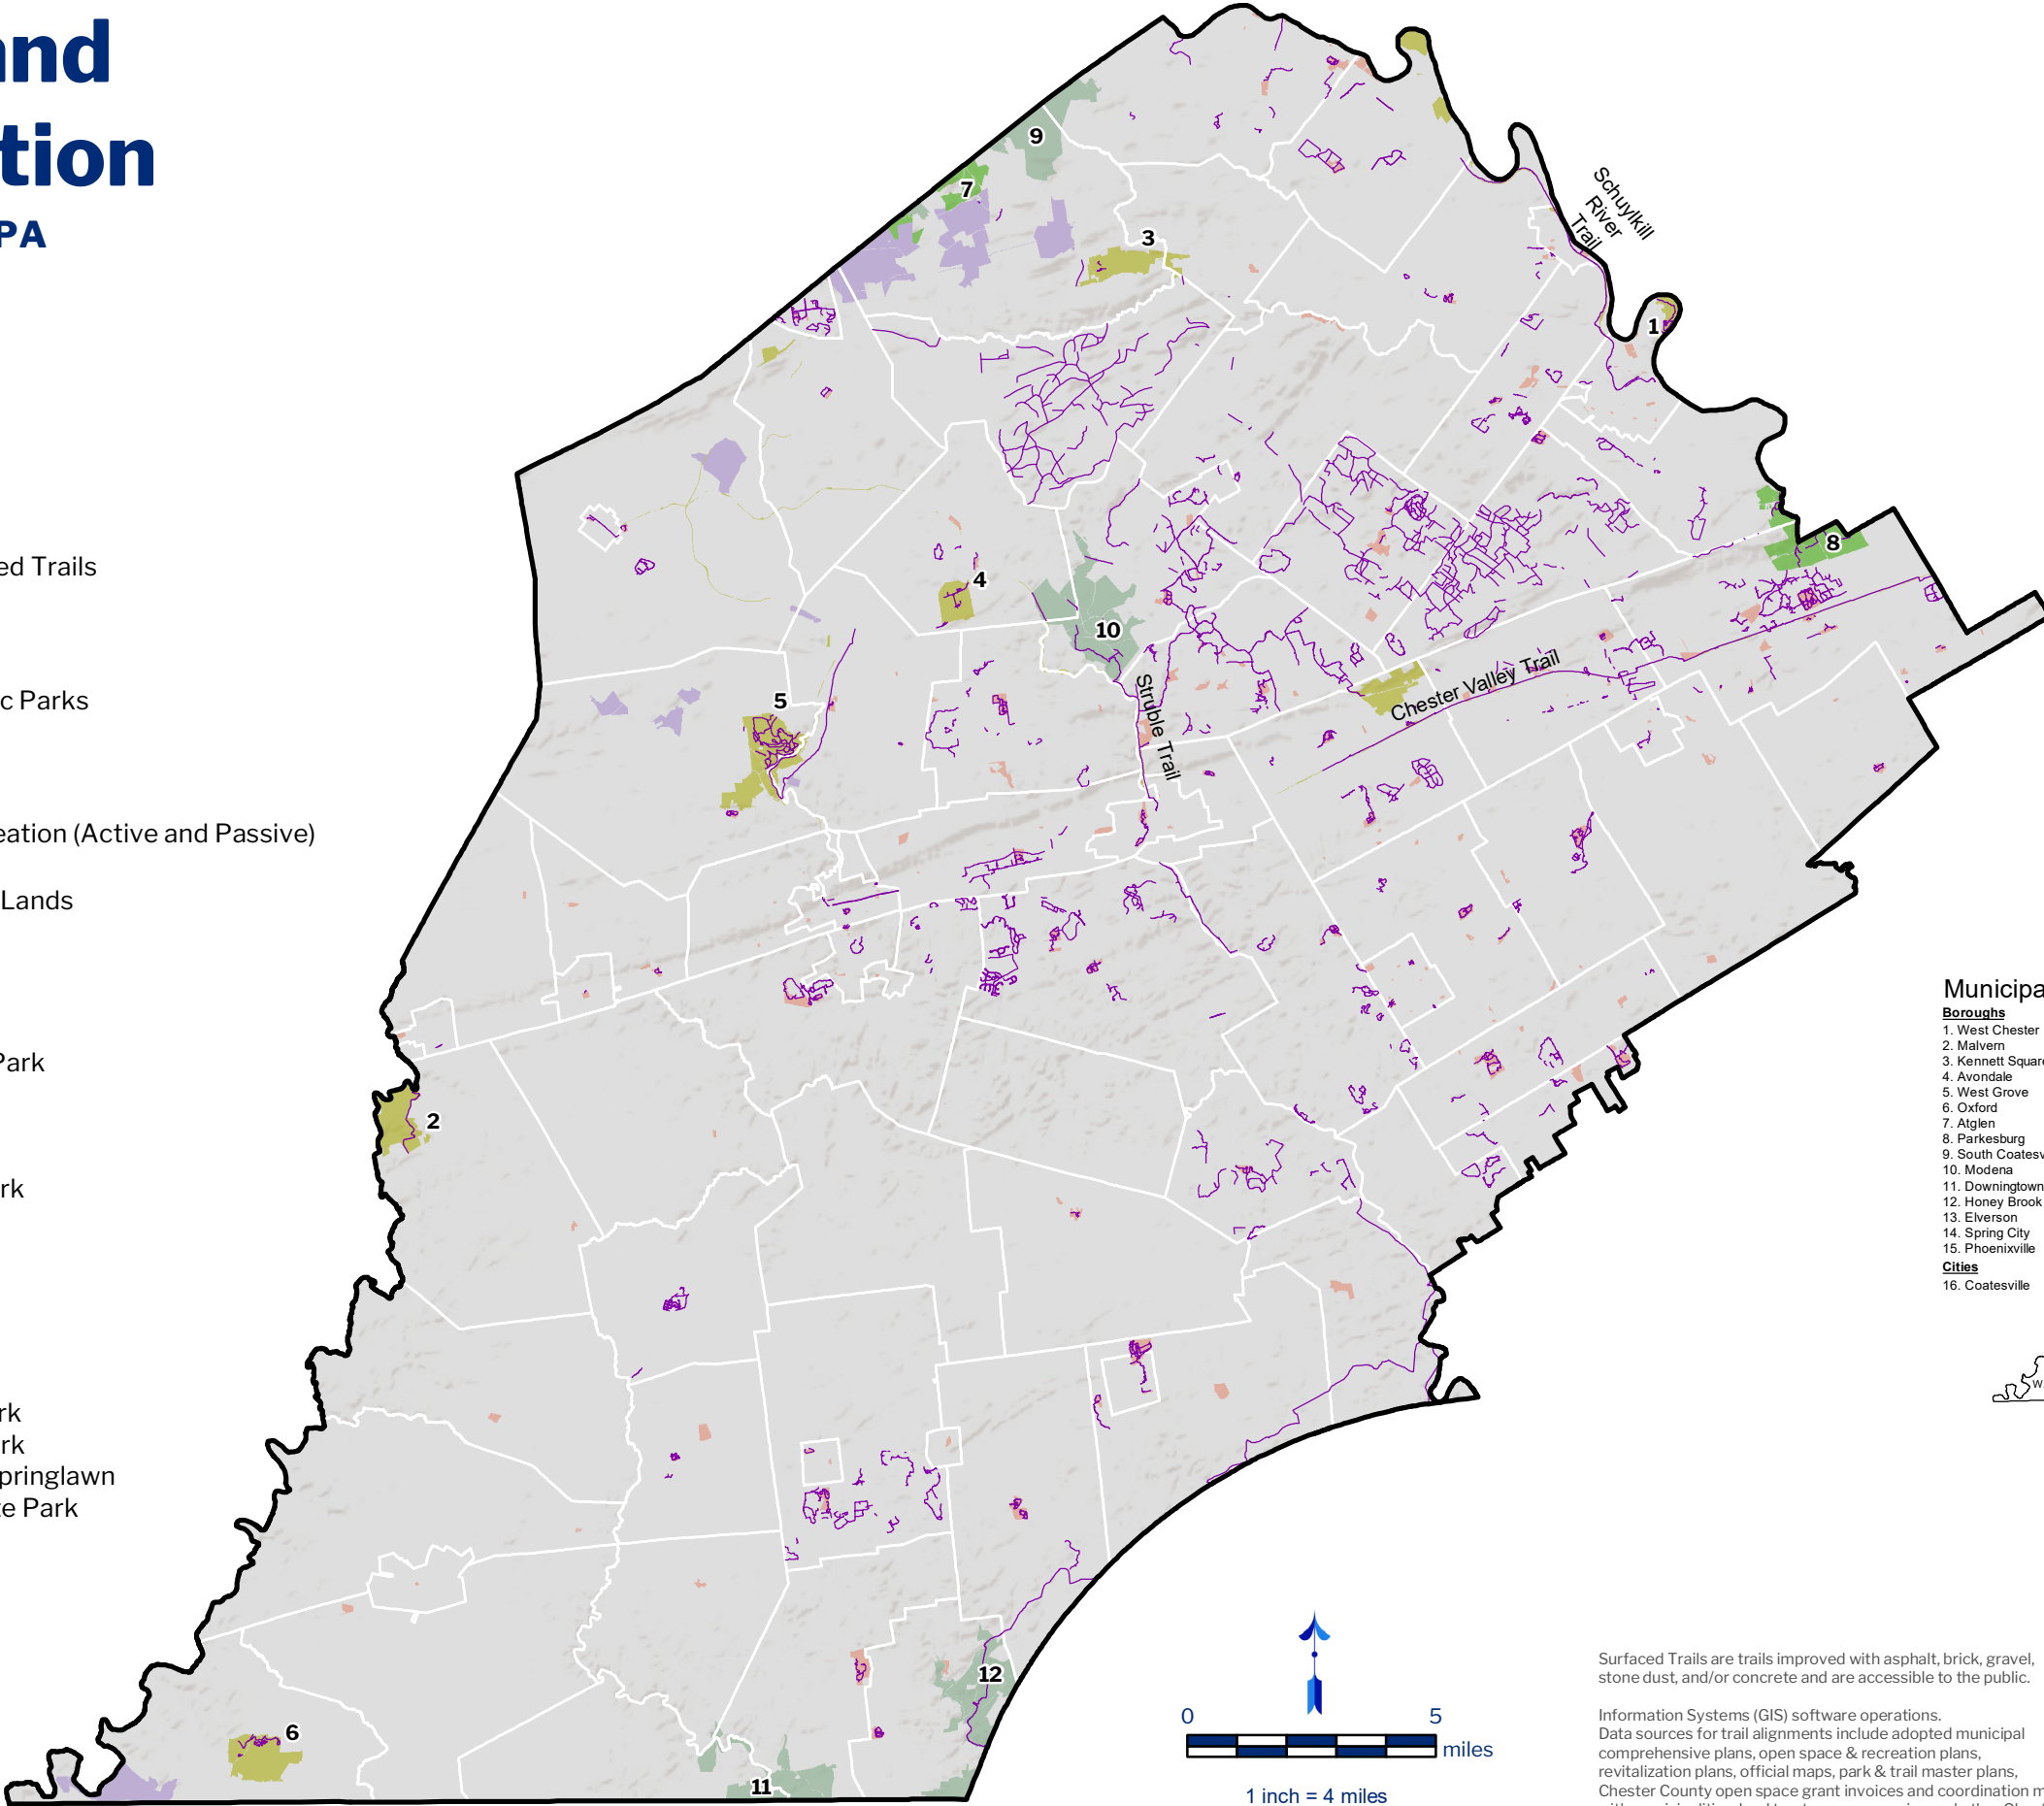 and
tion
PA
ed Trails
c Parks
eation (Active and Passive)
Lands
Park
rk
rk
rk
pringlawn
te Park
9
7
3
Schuylkill
River
Trail
1
8
4
10
5
Struble Trail
Chester Valley Trail
2
6
11
12
0 5
miles
1 inch = 4 miles
Municipa
Boroughs
1. West Chester
2. Malvern
3. Kennett Square
4. Avondale
5. West Grove
6. Oxford
7. Atglen
8. Parkesburg
9. South Coatesv
10. Modena
11. Downingtown
12. Honey Brook
13. Elverson
14. Spring City
15. Phoenixville
Cities
16. Coatesville
W
Surfaced Trails are trails improved with asphalt, brick, gravel,
stone dust, and/or concrete and are accessible to the public.
Information Systems (GIS) software operations.
Data sources for trail alignments include adopted municipal
comprehensive plans, open space & recreation plans,
revitalization plans, official maps, park & trail master plans,
Chester County open space grant invoices and coordination m